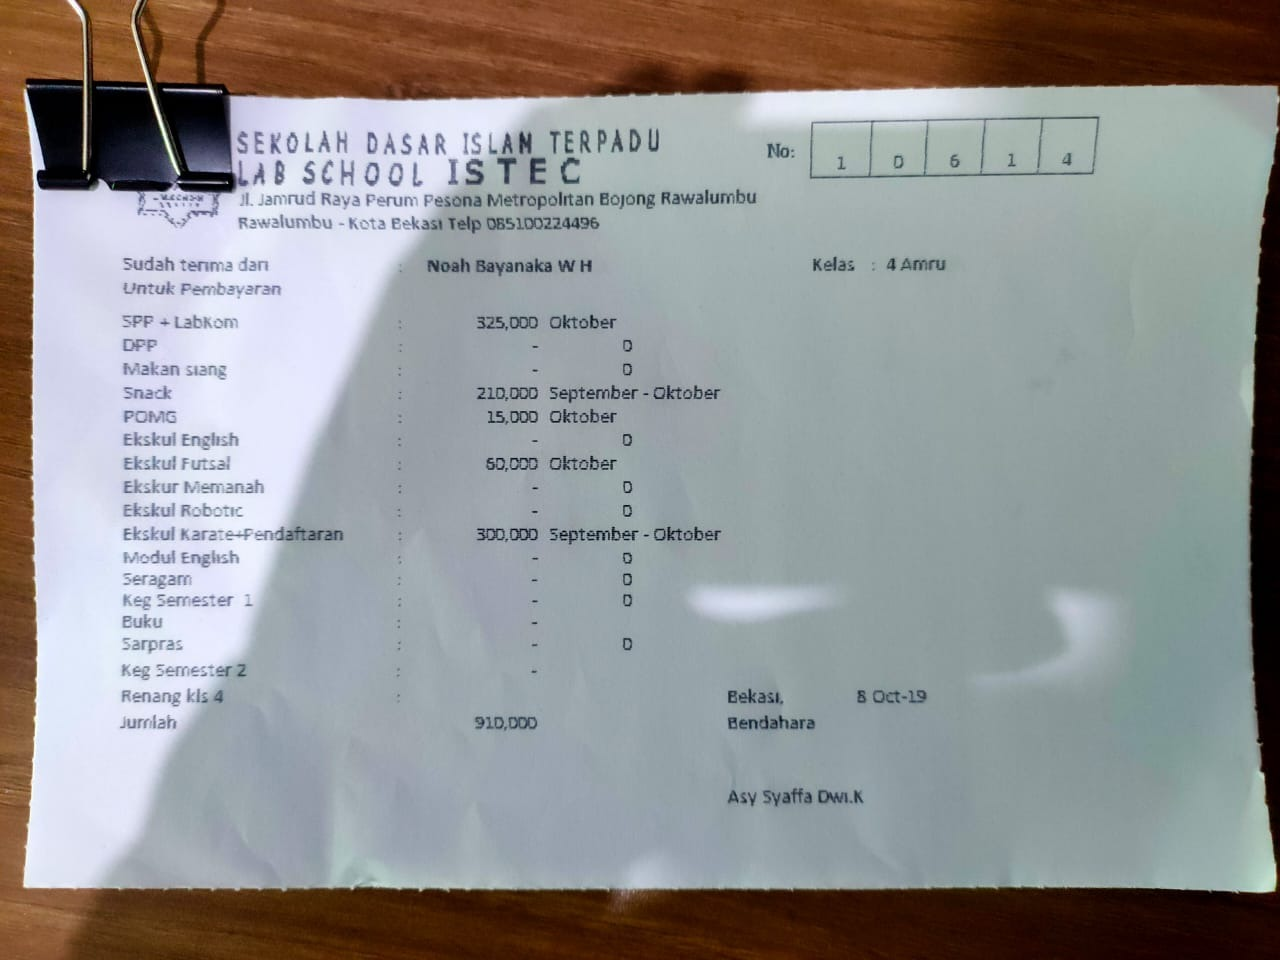 SEKOLAH DASAR ISLAM TERPADU
LAB SCHOOL ISTEC
Jl. Jamrud Raya Perum Pesona Metropolitan Bojong Rawalumbu
Rawalumbu - Kota Bekasi Telp 085100224496
No: 1 0 6 1 4
Sudah terima dari : Noah Bayanaka W H Kelas : 4 Amru
Untuk Pembayaran
SPP + LabKom : 325,000 Oktober
DPP : - 0
Makan siang : - 0
Snack : 210,000 September - Oktober
POMG : 15,000 Oktober
Ekskul English : - 0
Ekskul Futsal : 60,000 Oktober
Ekskur Memanah : - 0
Ekskul Robotic : - 0
Ekskul Karate+Pendaftaran : 300,000 September - Oktober
Modul English : - 0
Seragam : - 0
Keg Semester 1 : - 0
Buku : -
Sarpras : - 0
Keg Semester 2 : -
Renang kls 4 : Bekasi, 8 Oct-19
Jumlah 910,000 Bendahara
Asy Syaffa Dwi.K